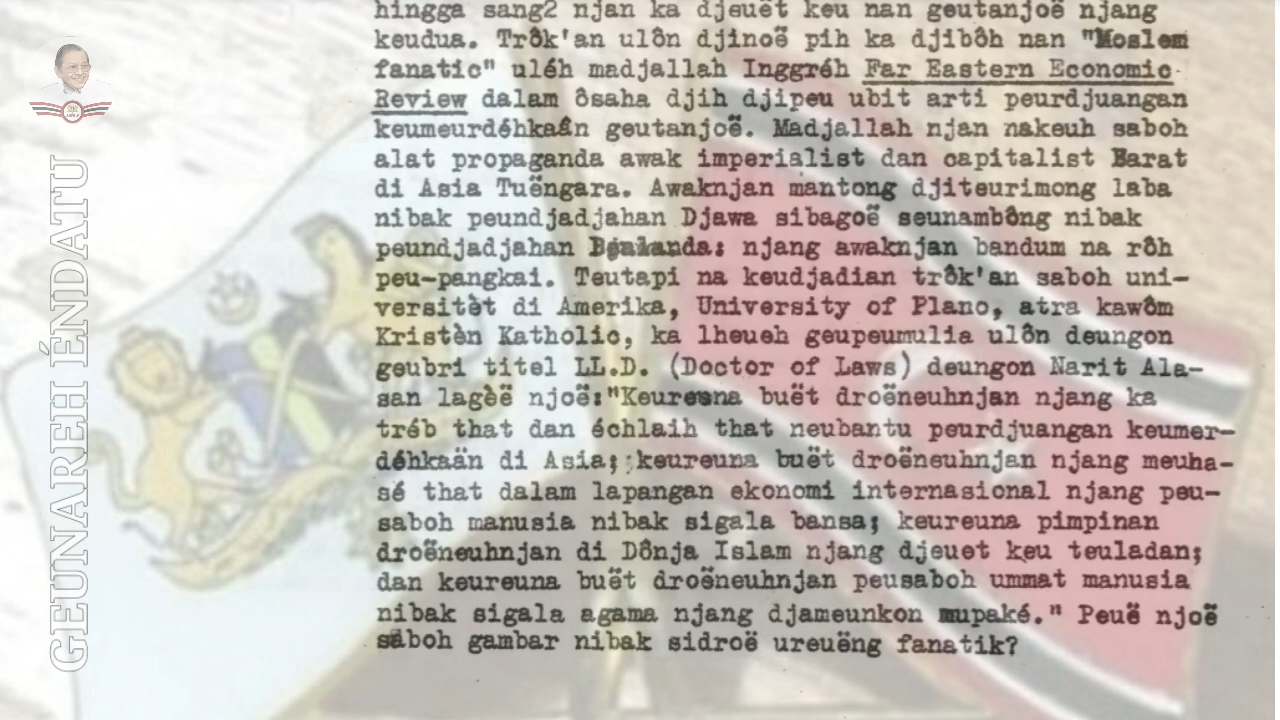 GEUNAREH ÉNDATU
hingga sang2 njan ka djeuët keu nan geutanjoë njang
keudua. Trôk'an ulôn djinoë pih ka djibôh nan "Moslem
fanatic" uléh madjallah Inggréh Far Eastern Economic
Review dalam ôsaha djih djipeu ubit arti peurdjuangan
keumeurdéhkaân geutanjoë. Madjallah njan nakeuh saboh
alat propaganda awak imperialist dan capitalist Barat
di Asia Tuëngara. Awaknjan mantong djiteurimong laba
nibak peundjadjahan Djawa sibagoë seunambông nibak
peundjadjahan Belanda: njang awaknjan bandum na rôh
peu-pangkai. Teutapi na keudjadian trôk'an saboh uni-
versitèt di Amerika, University of Plano, atra kawôm
Kristèn Katholic, ka lheueh geupeumulia ulôn deungon
geubri titel LL.D. (Doctor of Laws) deungon Narit Ala-
san lagèë njoë:"Keureuna buët droëneuhnjan njang ka
tréb that dan échlaih that neubantu peurdjuangan keumer-
déhkaän di Asia; keureuna buët droëneuhnjan njang meuha-
sé that dalam lapangan ekonomi internasional njang peu-
saboh manusia nibak sigala bansa; keureuna pimpinan
droëneuhnjan di Dônja Islam njang djeuet keu teuladan;
dan keureuna buët droëneuhnjan peusaboh ummat manusia
nibak sigala agama njang djameunkon mupaké." Peuë njoë
saboh gambar nibak sidroë ureuëng fanatik?